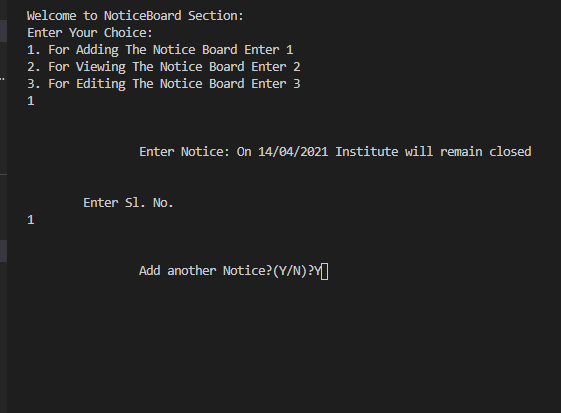 Welcome to NoticeBoard Section:
Enter Your Choice:
1. For Adding The Notice Board Enter 1
2. For Viewing The Notice Board Enter 2
3. For Editing The Notice Board Enter 3
1
Enter Notice: On 14/04/2021 Institute will remain closed
Enter Sl. No.
1
Add another Notice?(Y/N)?Y